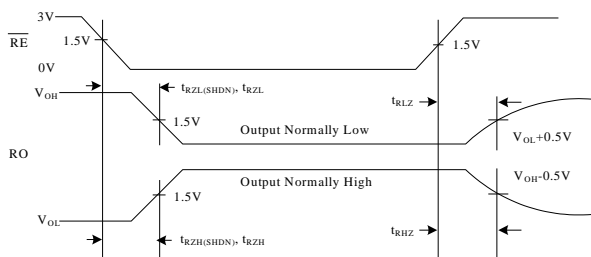 3V
RE
1.5V
1.5V
0V
VOH
tRZL(SHDN), tRZL
tRLZ
1.5V
Output Normally Low
VOL+0.5V
RO
Output Normally High
VOH-0.5V
1.5V
VOL
tRZH(SHDN), tRZH
tRHZ